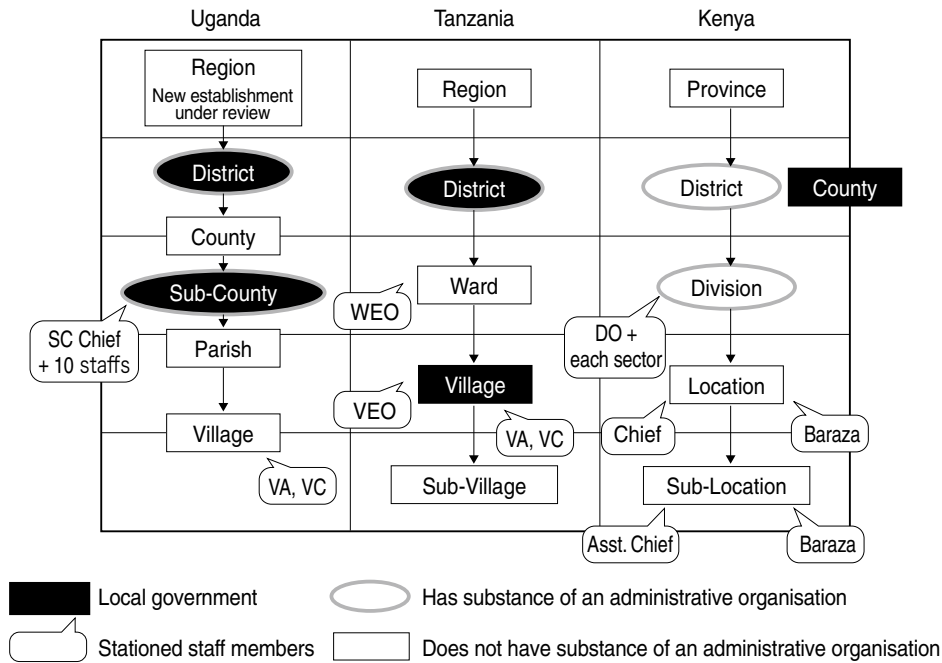 Uganda
Tanzania
Kenya
Region
New establishment
under review
Region
Province
District
District
District
County
County
Sub-County
Ward
Division
WEO
SC Chief
+ 10 staffs
DO +
each sector
Parish
Village
Location
VEO
Village
Chief
Baraza
VA, VC
VA, VC
Sub-Village
Sub-Location
Asst. Chief
Baraza
Local government
Has substance of an administrative organisation
Stationed staff members
Does not have substance of an administrative organisation